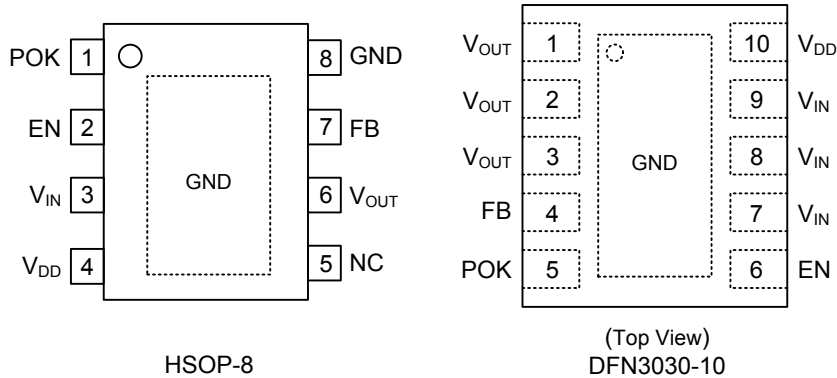 POK 1 8 GND
EN 2 7 FB
GND
VIN 3 6 VOUT
VDD 4 5 NC
HSOP-8
VOUT 1 10 VDD
VOUT 2 9 VIN
VOUT 3 GND 8 VIN
FB 4 7 VIN
POK 5 6 EN
(Top View)
DFN3030-10